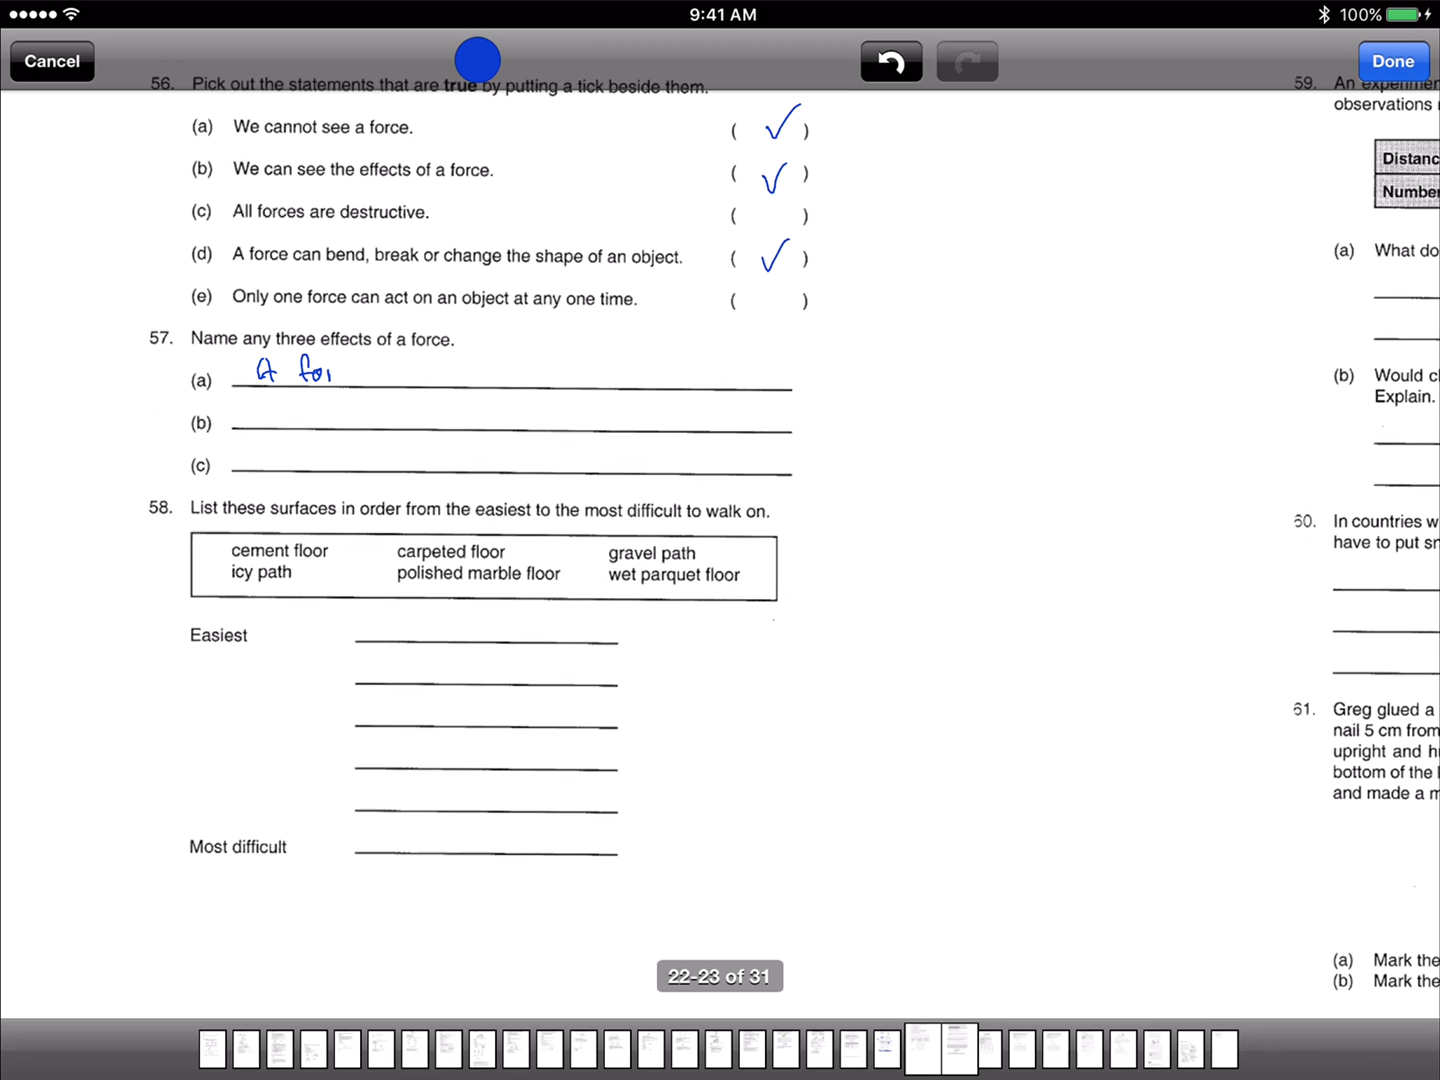 9:41 AM
100%
Cancel
Done
56. Pick out the statements that are true by putting a tick beside them.
(a) We cannot see a force. ( ✓ )
(b) We can see the effects of a force. ( ✓ )
(c) All forces are destructive. ( )
(d) A force can bend, break or change the shape of an object. ( ✓ )
(e) Only one force can act on an object at any one time. ( )
57. Name any three effects of a force.
(a) A for
(b)
(c)
58. List these surfaces in order from the easiest to the most difficult to walk on.
cement floor carpeted floor gravel path
icy path polished marble floor wet parquet floor
Easiest
Most difficult
59. An experimen
observations
Distanc
Number
(a) What do
(b) Would cl
Explain.
60. In countries w
have to put sn
61. Greg glued a
nail 5 cm from
upright and h
bottom of the
and made a m
(a) Mark the
(b) Mark the
22-23 of 31